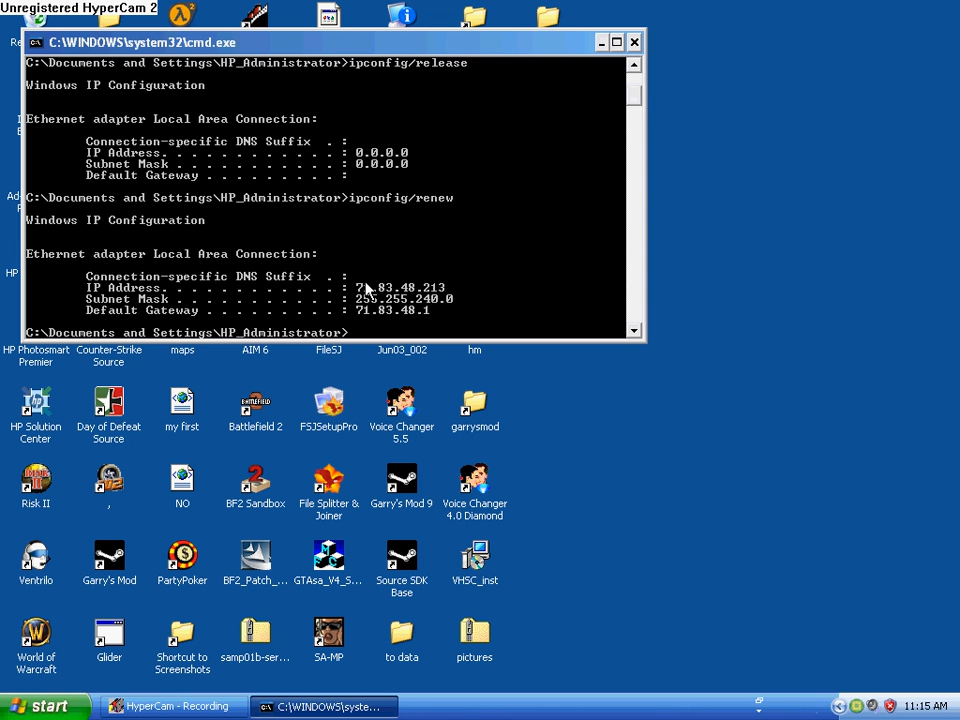 Unregistered HyperCam 2
C:\WINDOWS\system32\cmd.exe
C:\Documents and Settings\HP_Administrator>ipconfig/release
Windows IP Configuration
Ethernet adapter Local Area Connection:
Connection-specific DNS Suffix . :
IP Address. . . . . . . . . . . . : 0.0.0.0
Subnet Mask . . . . . . . . . . . : 0.0.0.0
Default Gateway . . . . . . . . . :
C:\Documents and Settings\HP_Administrator>ipconfig/renew
Windows IP Configuration
Ethernet adapter Local Area Connection:
Connection-specific DNS Suffix . :
IP Address. . . . . . . . . . . . : 71.83.48.213
Subnet Mask . . . . . . . . . . . : 255.255.240.0
Default Gateway . . . . . . . . . : 71.83.48.1
C:\Documents and Settings\HP_Administrator>
HP Photosmart Premier
Counter-Strike Source
maps
AIM 6
FileSJ
Jun03_002
hm
HP Solution Center
Day of Defeat Source
my first
Battlefield 2
FSJSetupPro
Voice Changer 5.5
garrysmod
Risk II
,
NO
BF2 Sandbox
File Splitter & Joiner
Garry's Mod 9
Voice Changer 4.0 Diamond
Ventrilo
Garry's Mod
PartyPoker
BF2_Patch_...
GTAsa_V4_S...
Source SDK Base
VHSC_inst
World of Warcraft
Glider
Shortcut to Screenshots
samp01b-ser...
SA-MP
to data
pictures
start
HyperCam - Recording
C:\WINDOWS\syste...
11:15 AM